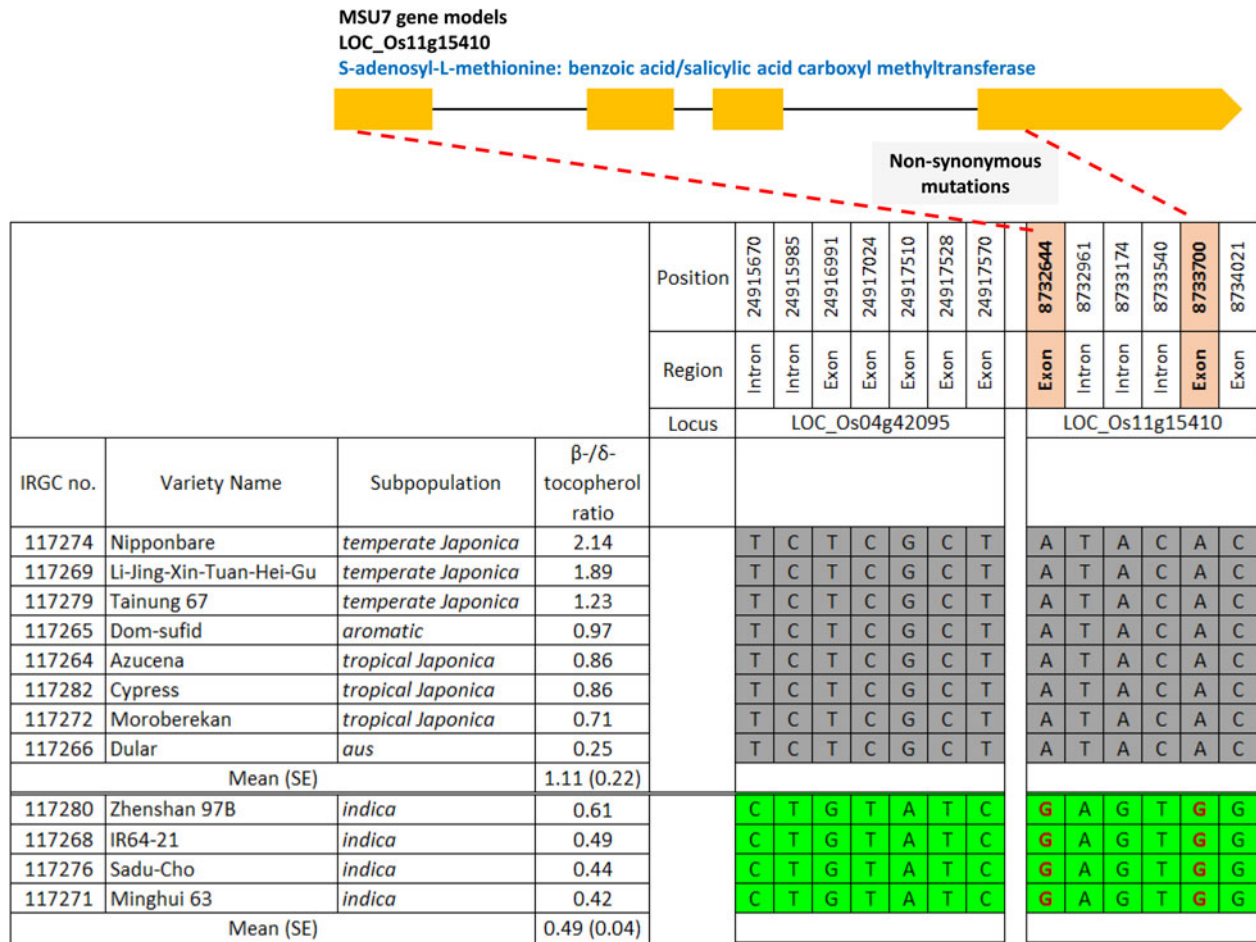 MSU7 gene models
LOC_Os11g15410
S-adenosyl-L-methionine: benzoic acid/salicylic acid carboxyl methyltransferase
Non-synonymous
mutations
Position 24915670 24915985 24916991 24917024 24917510 24917528 24917570 8732644 8732961 8733174 8733540 8733700 8734021
Region Intron Intron Exon Exon Exon Exon Exon Exon Intron Intron Intron Exon Exon
Locus LOC_Os04g42095 LOC_Os11g15410
IRGC no. Variety Name Subpopulation β-/δ-
tocopherol
ratio
117274 Nipponbare temperate Japonica 2.14 T C T C G C T A T A C A C
117269 Li-Jing-Xin-Tuan-Hei-Gu temperate Japonica 1.89 T C T C G C T A T A C A C
117279 Tainung 67 temperate Japonica 1.23 T C T C G C T A T A C A C
117265 Dom-sufid aromatic 0.97 T C T C G C T A T A C A C
117264 Azucena tropical Japonica 0.86 T C T C G C T A T A C A C
117282 Cypress tropical Japonica 0.86 T C T C G C T A T A C A C
117272 Moroberekan tropical Japonica 0.71 T C T C G C T A T A C A C
117266 Dular aus 0.25 T C T C G C T A T A C A C
Mean (SE) 1.11 (0.22)
117280 Zhenshan 97B indica 0.61 C T G T A T C G A G T G G
117268 IR64-21 indica 0.49 C T G T A T C G A G T G G
117276 Sadu-Cho indica 0.44 C T G T A T C G A G T G G
117271 Minghui 63 indica 0.42 C T G T A T C G A G T G G
Mean (SE) 0.49 (0.04)